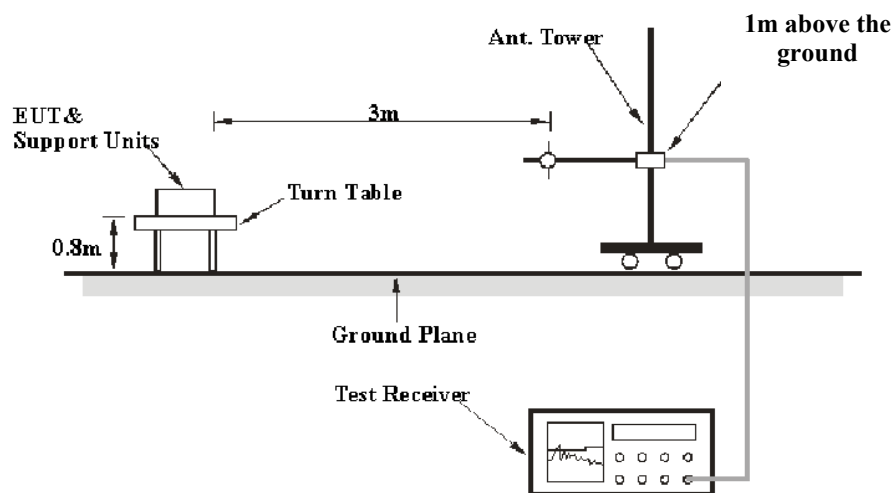 1m above the
ground
Ant. Tower
3m
EUT &
Support Units
Turn Table
0.8m
Ground Plane
Test Receiver